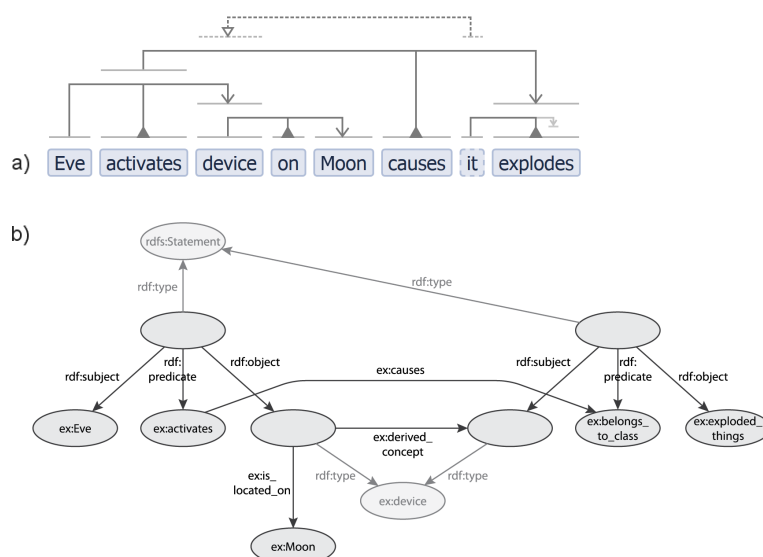 a) Eve activates device on Moon causes it explodes
b)
rdfs:Statement
rdf:type
rdf:type
rdf:subject
rdf:
predicate
rdf:object
rdf:subject
rdf:
predicate
rdf:object
ex:causes
ex:Eve
ex:activates
ex:derived_
concept
ex:belongs_
to_class
ex:exploded_
things
ex:is_
located_on
rdf:type
rdf:type
ex:device
ex:Moon